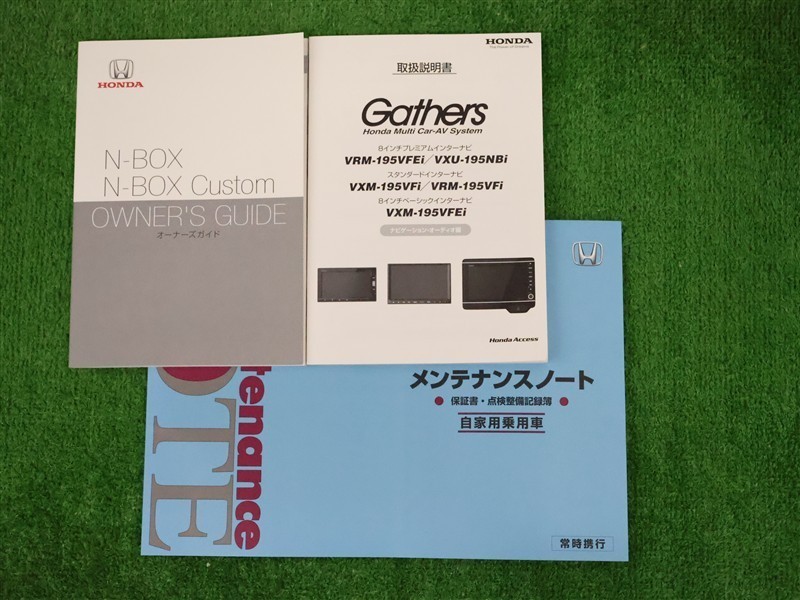 HONDA
N-BOX
N-BOX Custom
OWNER'S GUIDE
オーナーズガイド
HONDA
The Power of Dreams
取扱説明書
Gathers
Honda Multi Car-AV System
8インチプレミアムインターナビ
VRM-195VFEi/VXU-195NBi
スタンダードインターナビ
VXM-195VFi/VRM-195VFi
8インチベーシックインターナビ
VXM-195VFEi
ナビゲーション・オーディオ編
Honda Access
メンテナンスノート
● 保証書・点検整備記録簿 ●
自家用乗用車
常時携行
tenance
OTE